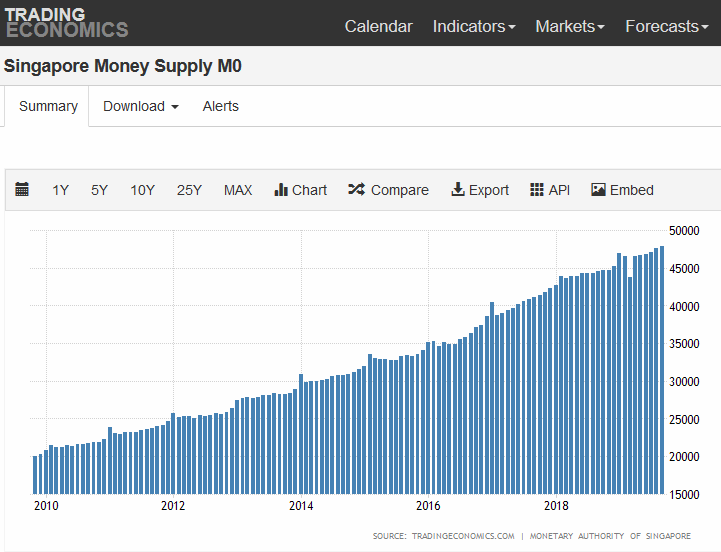 TRADING
ECONOMICS
Calendar Indicators Markets Forecasts
Singapore Money Supply M0
Summary Download Alerts
1Y 5Y 10Y 25Y MAX Chart Compare Export API Embed
50000
45000
40000
35000
30000
25000
20000
15000
2010 2012 2014 2016 2018
SOURCE: TRADINGECONOMICS.COM | MONETARY AUTHORITY OF SINGAPORE